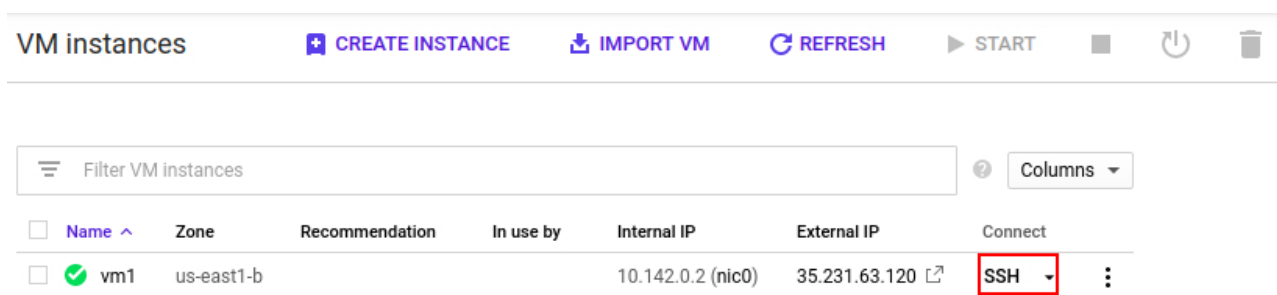 VM instances CREATE INSTANCE IMPORT VM REFRESH START
Filter VM instances Columns
Name Zone Recommendation In use by Internal IP External IP Connect
vm1 us-east1-b 10.142.0.2 (nic0) 35.231.63.120 SSH